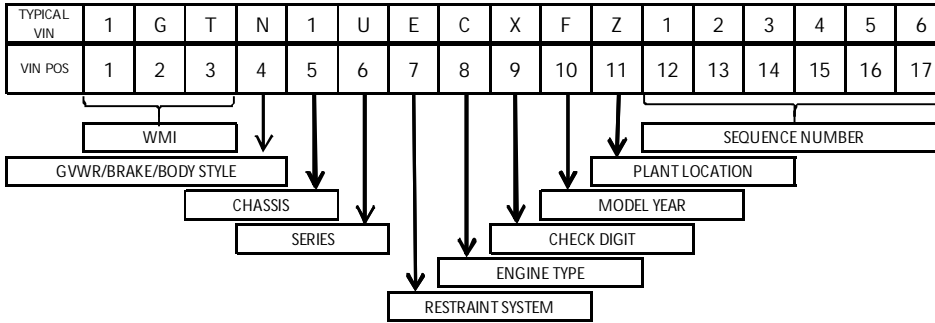 TYPICAL VIN 1 G T N 1 U E C X F Z 1 2 3 4 5 6
VIN POS 1 2 3 4 5 6 7 8 9 10 11 12 13 14 15 16 17
WMI SEQUENCE NUMBER
GVWR/BRAKE/BODY STYLE PLANT LOCATION
CHASSIS MODEL YEAR
SERIES CHECK DIGIT
ENGINE TYPE
RESTRAINT SYSTEM